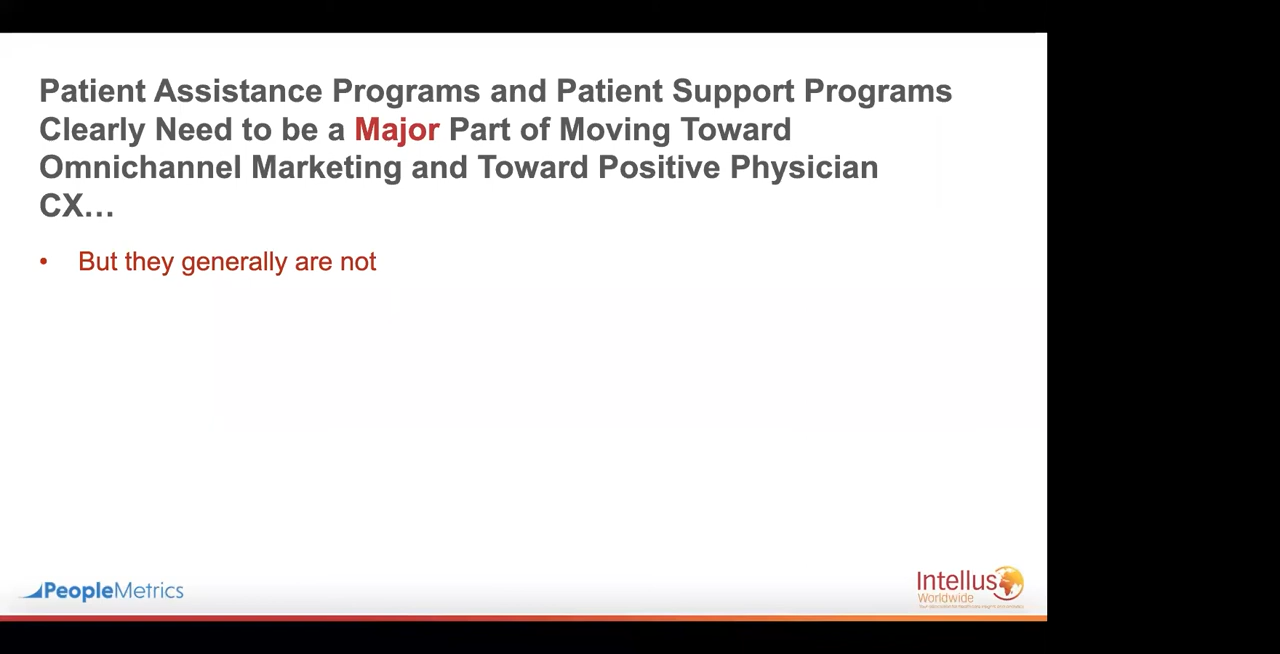 Patient Assistance Programs and Patient Support Programs
Clearly Need to be a Major Part of Moving Toward
Omnichannel Marketing and Toward Positive Physician
CX…
• But they generally are not
PeopleMetrics
Intellus
Worldwide